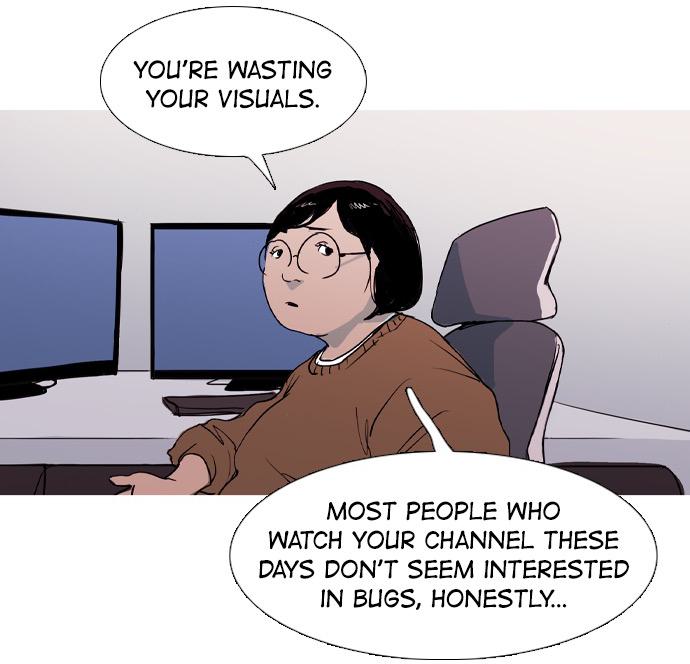 YOU'RE WASTING
YOUR VISUALS.
MOST PEOPLE WHO
WATCH YOUR CHANNEL THESE
DAYS DON'T SEEM INTERESTED
IN BUGS, HONESTLY...